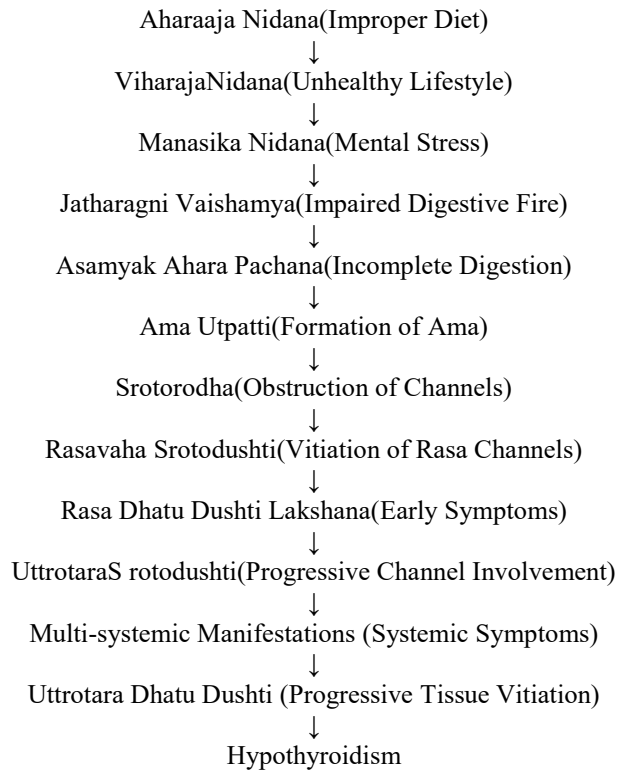 Aharaaja Nidana(Improper Diet)
↓
ViharajaNidana(Unhealthy Lifestyle)
↓
Manasika Nidana(Mental Stress)
↓
Jatharagni Vaishamya(Impaired Digestive Fire)
↓
Asamyak Ahara Pachana(Incomplete Digestion)
↓
Ama Utpatti(Formation of Ama)
↓
Srotorodha(Obstruction of Channels)
↓
Rasavaha Srotodushti(Vitiation of Rasa Channels)
↓
Rasa Dhatu Dushti Lakshana(Early Symptoms)
↓
UttrotaraS rotodushti(Progressive Channel Involvement)
↓
Multi-systemic Manifestations (Systemic Symptoms)
↓
Uttrotara Dhatu Dushti (Progressive Tissue Vitiation)
↓
Hypothyroidism